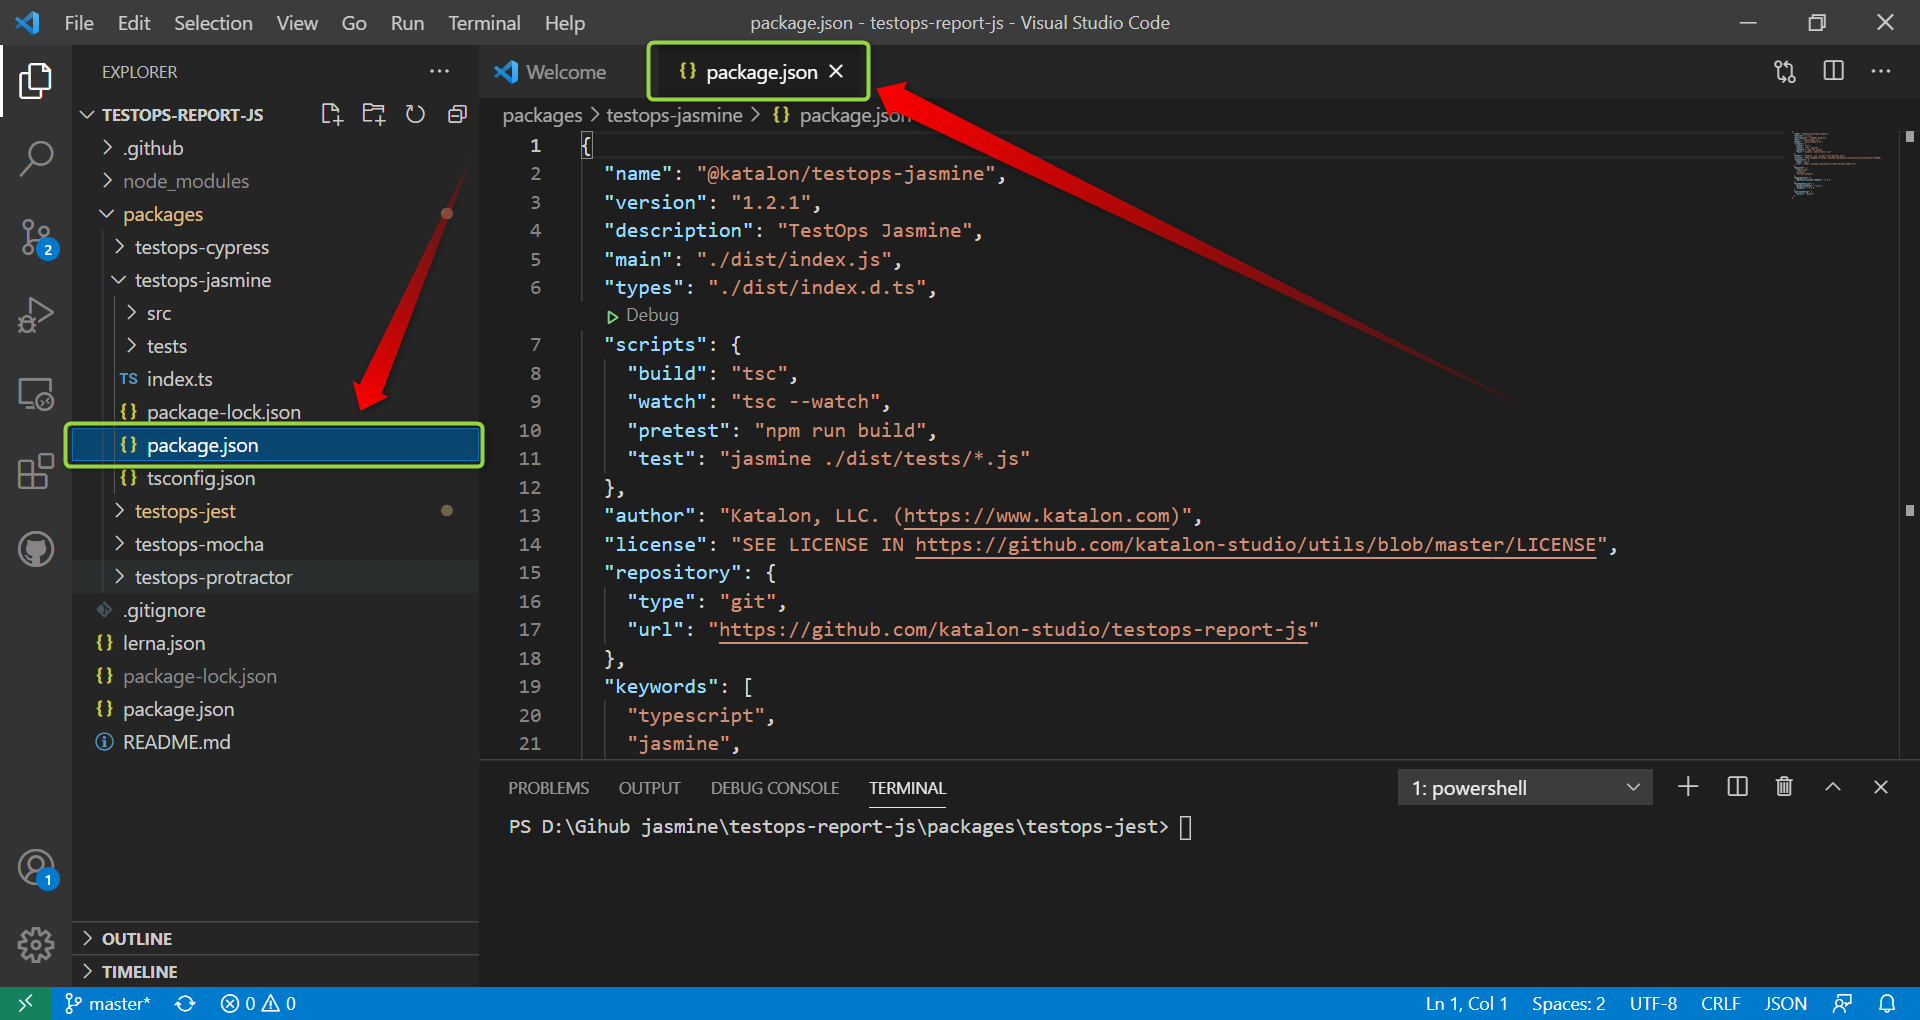 File Edit Selection View Go Run Terminal Help
package.json - testops-report-js - Visual Studio Code
EXPLORER
TESTOPS-REPORT-JS
.github
node_modules
packages
testops-cypress
testops-jasmine
src
tests
TS index.ts
{} package-lock.json
{} package.json
{} tsconfig.json
testops-jest
testops-mocha
testops-protractor
.gitignore
{} lerna.json
{} package-lock.json
{} package.json
README.md
OUTLINE
TIMELINE
2
1
Welcome
{} package.json
packages > testops-jasmine > {} package.json
1 {
2 "name": "@katalon/testops-jasmine",
3 "version": "1.2.1",
4 "description": "TestOps Jasmine",
5 "main": "./dist/index.js",
6 "types": "./dist/index.d.ts",
Debug
7 "scripts": {
8 "build": "tsc",
9 "watch": "tsc --watch",
10 "pretest": "npm run build",
11 "test": "jasmine ./dist/tests/*.js"
12 },
13 "author": "Katalon, LLC. (https://www.katalon.com)",
14 "license": "SEE LICENSE IN https://github.com/katalon-studio/utils/blob/master/LICENSE",
15 "repository": {
16 "type": "git",
17 "url": "https://github.com/katalon-studio/testops-report-js"
18 },
19 "keywords": [
20 "typescript",
21 "jasmine",
PROBLEMS OUTPUT DEBUG CONSOLE TERMINAL
1: powershell
PS D:\Gihub jasmine\testops-report-js\packages\testops-jest>
master* 0 0
Ln 1, Col 1 Spaces: 2 UTF-8 CRLF JSON